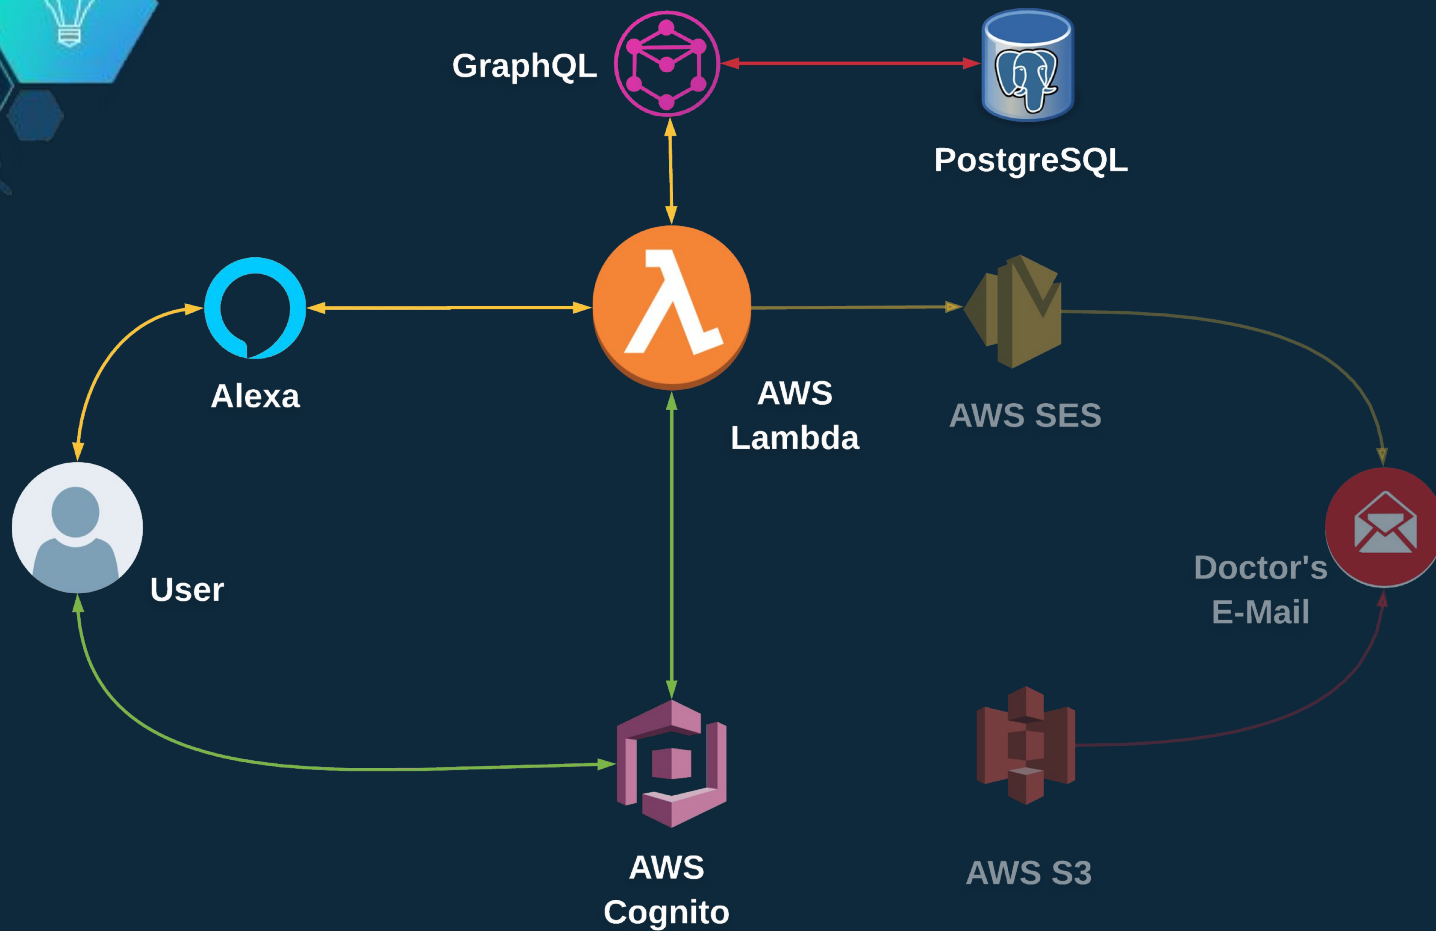 GraphQL
PostgreSQL
Alexa
AWS
Lambda
AWS SES
User
Doctor's
E-Mail
AWS
Cognito
AWS S3